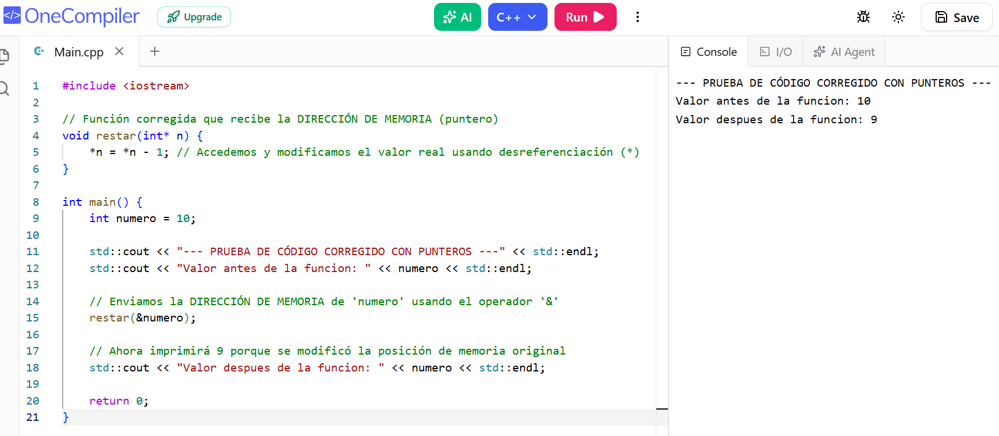 </> OneCompiler Upgrade AI C++ Run Save
Main.cpp
Console I/O AI Agent
1 #include <iostream>
2
3 // Función corregida que recibe la DIRECCIÓN DE MEMORIA (puntero)
4 void restar(int* n) {
5 *n = *n - 1; // Accedemos y modificamos el valor real usando desreferenciación (*)
6 }
7
8 int main() {
9 int numero = 10;
10
11 std::cout << "--- PRUEBA DE CÓDIGO CORREGIDO CON PUNTEROS ---" << std::endl;
12 std::cout << "Valor antes de la funcion: " << numero << std::endl;
13
14 // Enviamos la DIRECCIÓN DE MEMORIA de 'numero' usando el operador '&'
15 restar(&numero);
16
17 // Ahora imprimirá 9 porque se modificó la posición de memoria original
18 std::cout << "Valor despues de la funcion: " << numero << std::endl;
19
20 return 0;
21 }
--- PRUEBA DE CÓDIGO CORREGIDO CON PUNTEROS ---
Valor antes de la funcion: 10
Valor despues de la funcion: 9